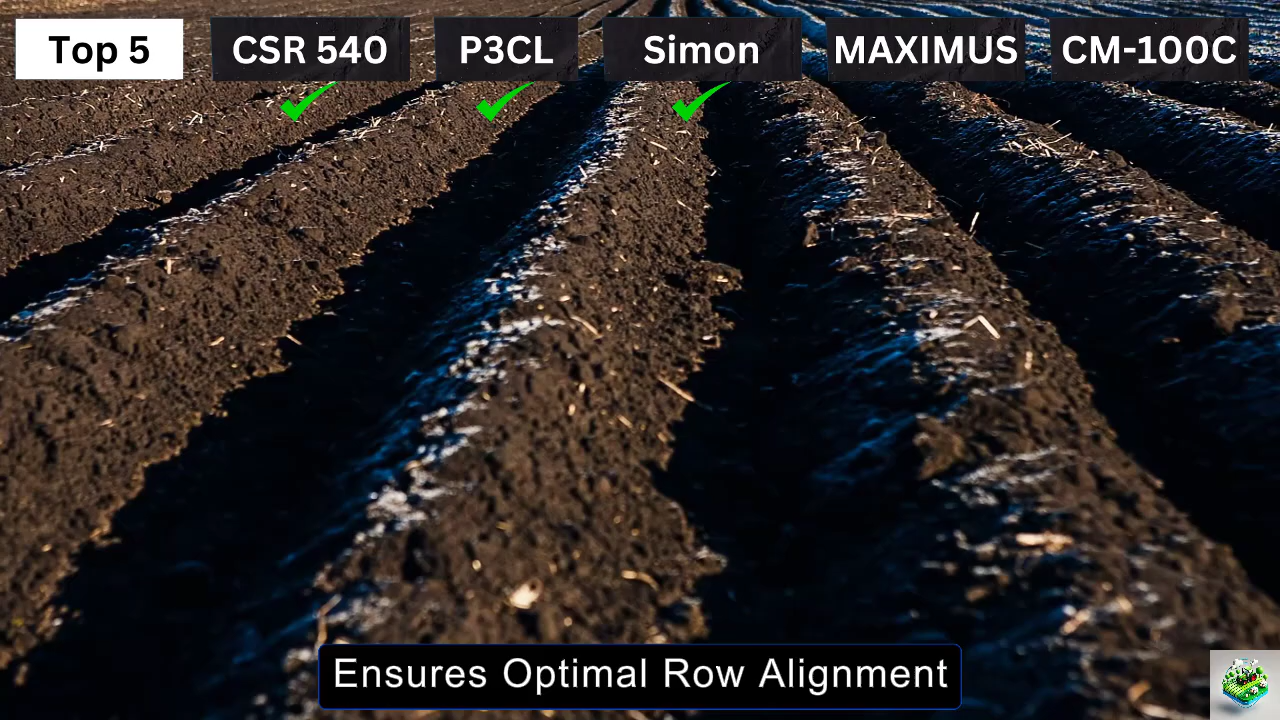 Top 5
CSR 540
P3CL
Simon
MAXIMUS
CM-100C
Ensures Optimal Row Alignment